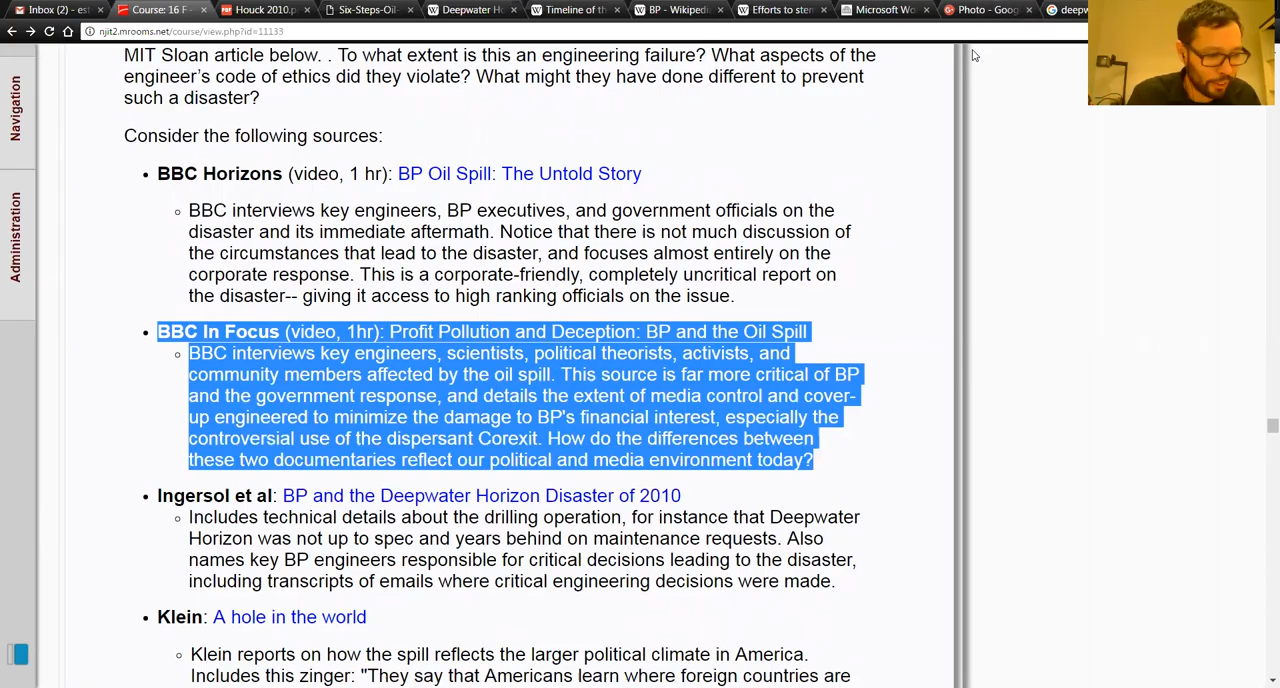 Inbox (2) - es
Course: 16 F
Houck 2010.p
Six-Steps-Oil-
Deepwater H
Timeline of th
BP - Wikiped
Efforts to ste
Microsoft Wo
Photo - Goog
deepw
njit2.mrooms.net/course/view.php?id=11133
Navigation
Administration
MIT Sloan article below. . To what extent is this an engineering failure? What aspects of the
engineer's code of ethics did they violate? What might they have done different to prevent
such a disaster?
Consider the following sources:
BBC Horizons (video, 1 hr): BP Oil Spill: The Untold Story
BBC interviews key engineers, BP executives, and government officials on the
disaster and its immediate aftermath. Notice that there is not much discussion of
the circumstances that lead to the disaster, and focuses almost entirely on the
corporate response. This is a corporate-friendly, completely uncritical report on
the disaster-- giving it access to high ranking officials on the issue.
BBC In Focus (video, 1hr): Profit Pollution and Deception: BP and the Oil Spill
BBC interviews key engineers, scientists, political theorists, activists, and
community members affected by the oil spill. This source is far more critical of BP
and the government response, and details the extent of media control and cover-
up engineered to minimize the damage to BP's financial interest, especially the
controversial use of the dispersant Corexit. How do the differences between
these two documentaries reflect our political and media environment today?
Ingersol et al: BP and the Deepwater Horizon Disaster of 2010
Includes technical details about the drilling operation, for instance that Deepwater
Horizon was not up to spec and years behind on maintenance requests. Also
names key BP engineers responsible for critical decisions leading to the disaster,
including transcripts of emails where critical engineering decisions were made.
Klein: A hole in the world
Klein reports on how the spill reflects the larger political climate in America.
Includes this zinger: "They say that Americans learn where foreign countries are